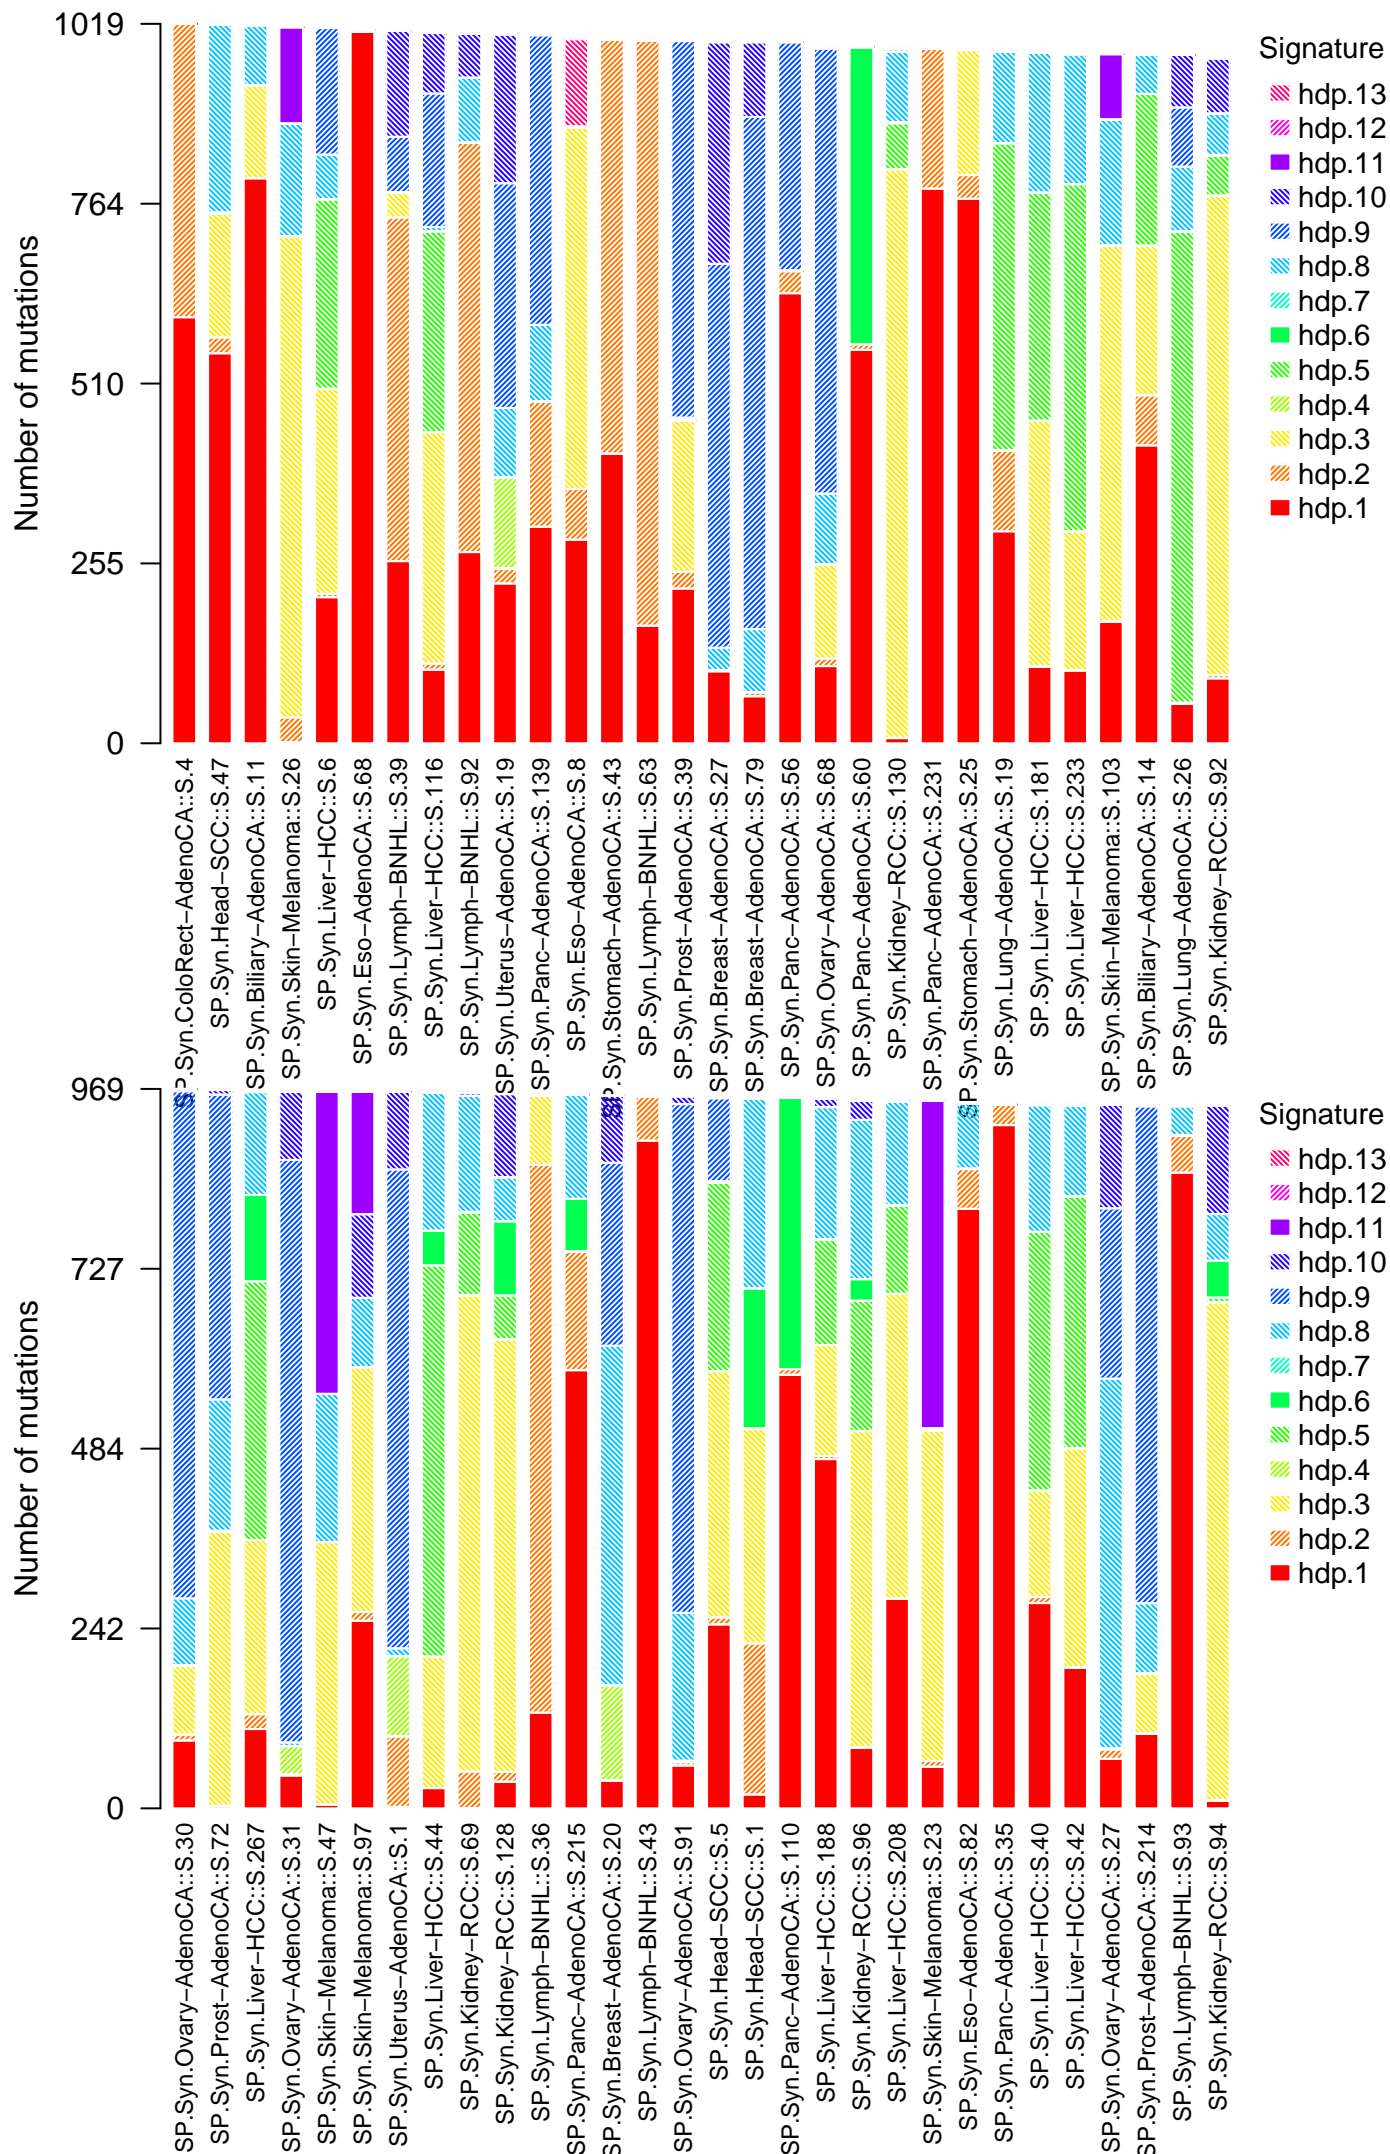 Number of mutations
1019
764
510
255
0
Signature
hdp.13
hdp.12
hdp.11
hdp.10
hdp.9
hdp.8
hdp.7
hdp.6
hdp.5
hdp.4
hdp.3
hdp.2
hdp.1
SP.Syn.ColoRect−AdenoCA::S.4
SP.Syn.Head−SCC::S.47
SP.Syn.Biliary−AdenoCA::S.11
SP.Syn.Skin−Melanoma::S.26
SP.Syn.Liver−HCC::S.6
SP.Syn.Eso−AdenoCA::S.68
SP.Syn.Lymph−BNHL::S.39
SP.Syn.Liver−HCC::S.116
SP.Syn.Lymph−BNHL::S.92
SP.Syn.Uterus−AdenoCA::S.19
SP.Syn.Panc−AdenoCA::S.139
SP.Syn.Eso−AdenoCA::S.8
SP.Syn.Stomach−AdenoCA::S.43
SP.Syn.Lymph−BNHL::S.63
SP.Syn.Prost−AdenoCA::S.39
SP.Syn.Breast−AdenoCA::S.27
SP.Syn.Breast−AdenoCA::S.79
SP.Syn.Panc−AdenoCA::S.56
SP.Syn.Ovary−AdenoCA::S.68
SP.Syn.Panc−AdenoCA::S.60
SP.Syn.Kidney−RCC::S.130
SP.Syn.Panc−AdenoCA::S.231
SP.Syn.Stomach−AdenoCA::S.25
SP.Syn.Lung−AdenoCA::S.19
SP.Syn.Liver−HCC::S.181
SP.Syn.Liver−HCC::S.233
SP.Syn.Skin−Melanoma::S.103
SP.Syn.Biliary−AdenoCA::S.14
SP.Syn.Lung−AdenoCA::S.26
SP.Syn.Kidney−RCC::S.92
Number of mutations
969
727
484
242
0
Signature
hdp.13
hdp.12
hdp.11
hdp.10
hdp.9
hdp.8
hdp.7
hdp.6
hdp.5
hdp.4
hdp.3
hdp.2
hdp.1
SP.Syn.Ovary−AdenoCA::S.30
SP.Syn.Prost−AdenoCA::S.72
SP.Syn.Liver−HCC::S.267
SP.Syn.Ovary−AdenoCA::S.31
SP.Syn.Skin−Melanoma::S.47
SP.Syn.Skin−Melanoma::S.97
SP.Syn.Uterus−AdenoCA::S.1
SP.Syn.Liver−HCC::S.44
SP.Syn.Kidney−RCC::S.69
SP.Syn.Kidney−RCC::S.128
SP.Syn.Lymph−BNHL::S.36
SP.Syn.Panc−AdenoCA::S.215
SP.Syn.Breast−AdenoCA::S.20
SP.Syn.Lymph−BNHL::S.43
SP.Syn.Ovary−AdenoCA::S.91
SP.Syn.Head−SCC::S.5
SP.Syn.Head−SCC::S.1
SP.Syn.Panc−AdenoCA::S.110
SP.Syn.Liver−HCC::S.188
SP.Syn.Kidney−RCC::S.96
SP.Syn.Liver−HCC::S.208
SP.Syn.Skin−Melanoma::S.23
SP.Syn.Eso−AdenoCA::S.82
SP.Syn.Panc−AdenoCA::S.35
SP.Syn.Liver−HCC::S.40
SP.Syn.Liver−HCC::S.42
SP.Syn.Ovary−AdenoCA::S.27
SP.Syn.Prost−AdenoCA::S.214
SP.Syn.Lymph−BNHL::S.93
SP.Syn.Kidney−RCC::S.94